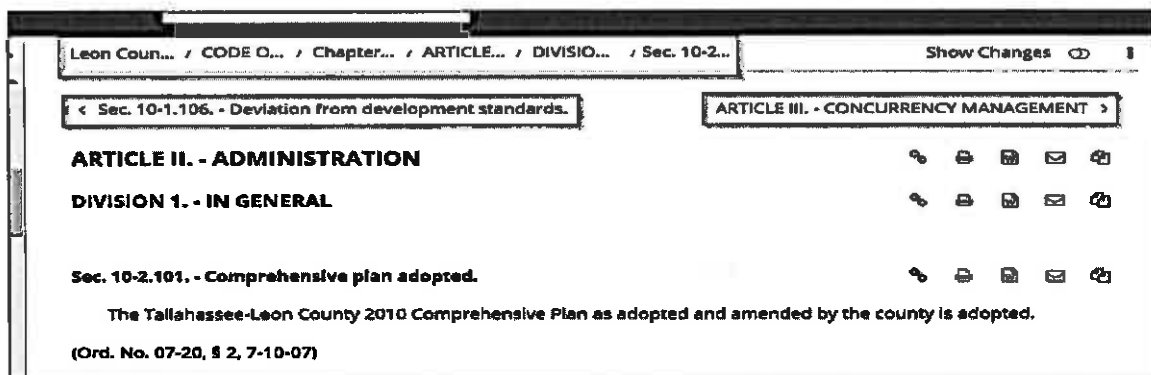 Leon Coun... / CODE O... / Chapter... / ARTICLE... / DIVISIO... / Sec. 10-2... Show Changes
< Sec. 10-1.106. - Deviation from development standards. ARTICLE III. - CONCURRENCY MANAGEMENT >
ARTICLE II. - ADMINISTRATION
DIVISION 1. - IN GENERAL
Sec. 10-2.101. - Comprehensive plan adopted.
The Tallahassee-Leon County 2010 Comprehensive Plan as adopted and amended by the county is adopted.
(Ord. No. 07-20, § 2, 7-10-07)